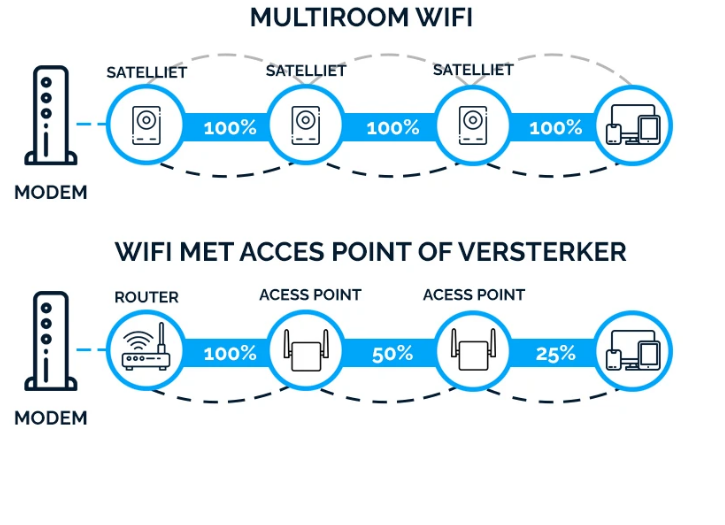 MULTIROOM WIFI
SATELLIET
SATELLIET
SATELLIET
100%
100%
100%
MODEM
WIFI MET ACCES POINT OF VERSTERKER
ROUTER
ACESS POINT
ACESS POINT
100%
50%
25%
MODEM